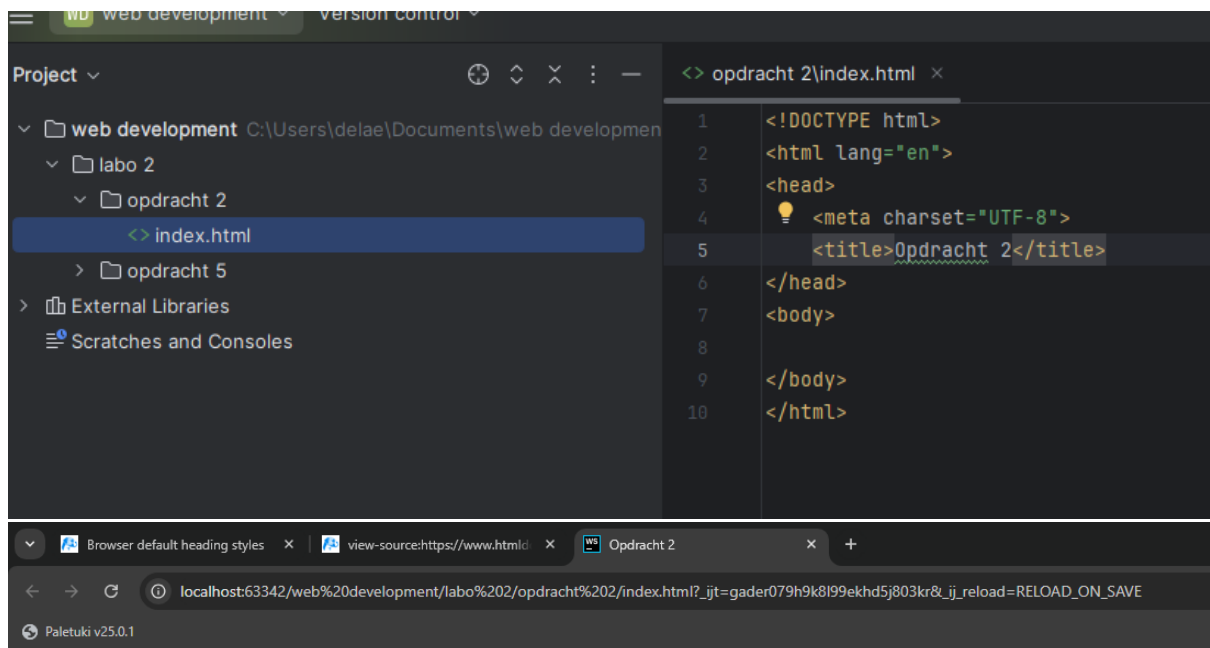 WD web development Version control
Project
web development C:\Users\delae\Documents\web developmen
labo 2
opdracht 2
index.html
opdracht 5
External Libraries
Scratches and Consoles
opdracht 2\index.html
1 <!DOCTYPE html>
2 <html lang="en">
3 <head>
4 <meta charset="UTF-8">
5 <title>Opdracht 2</title>
6 </head>
7 <body>
8
9 </body>
10 </html>
Browser default heading styles view-source:https://www.htmld WS Opdracht 2
localhost:63342/web%20development/labo%202/opdracht%202/index.html?_ijt=gader079h9k8l99ekhd5j803kr&_ij_reload=RELOAD_ON_SAVE
Paletuki v25.0.1